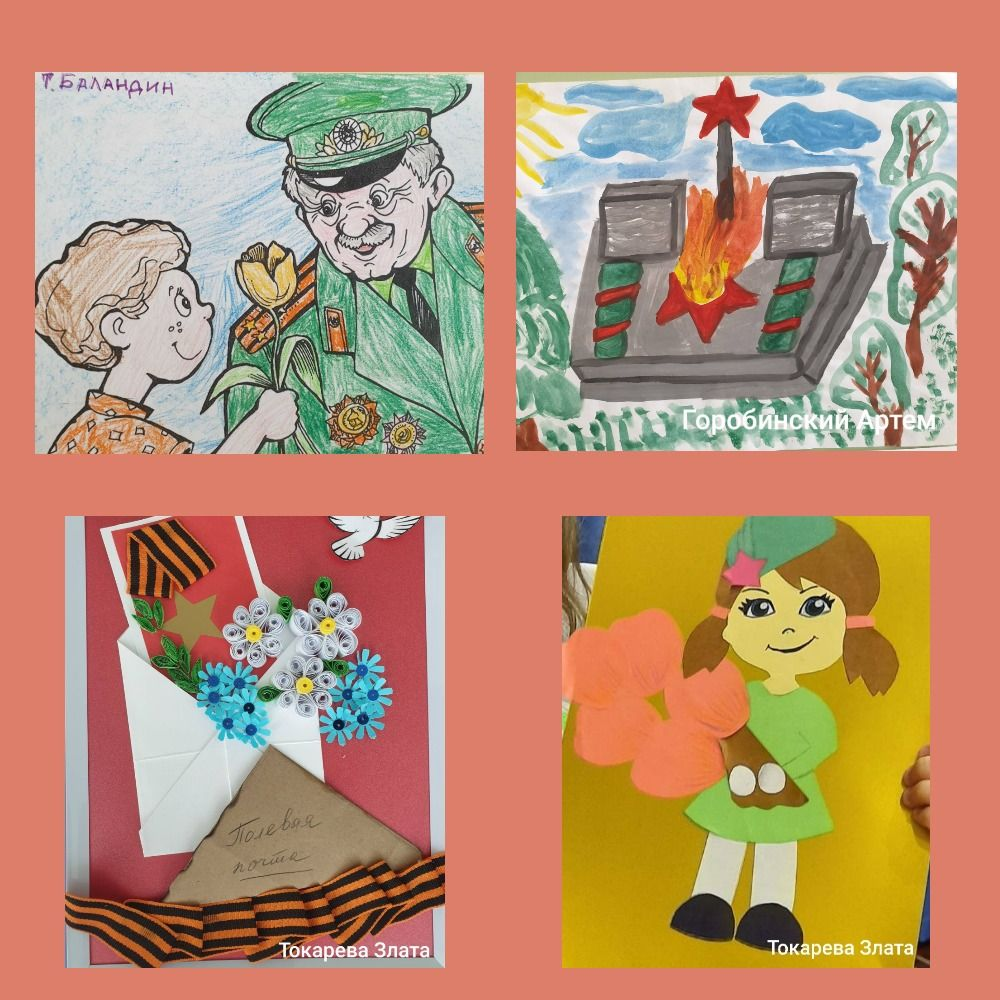 Т. БАЛАНДИН
Горобинский Артем
Полевая
почта
Токарева Злата
Токарева Злата